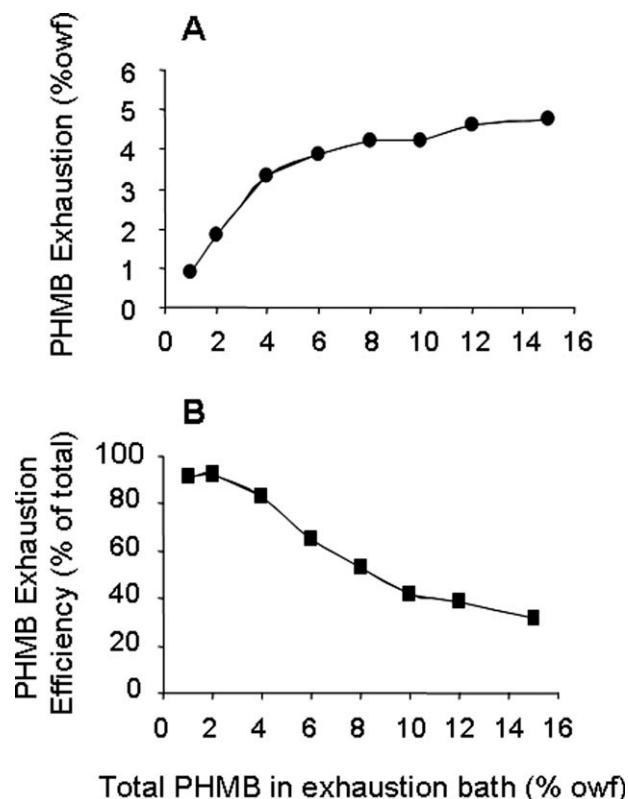 A
PHMB Exhaustion (%owf)
6
5
4
3
2
1
0
0 2 4 6 8 10 12 14 16
B
PHMB Exhaustion
Efficiency (% of total)
100
80
60
40
20
0
0 2 4 6 8 10 12 14 16
Total PHMB in exhaustion bath (% owf)